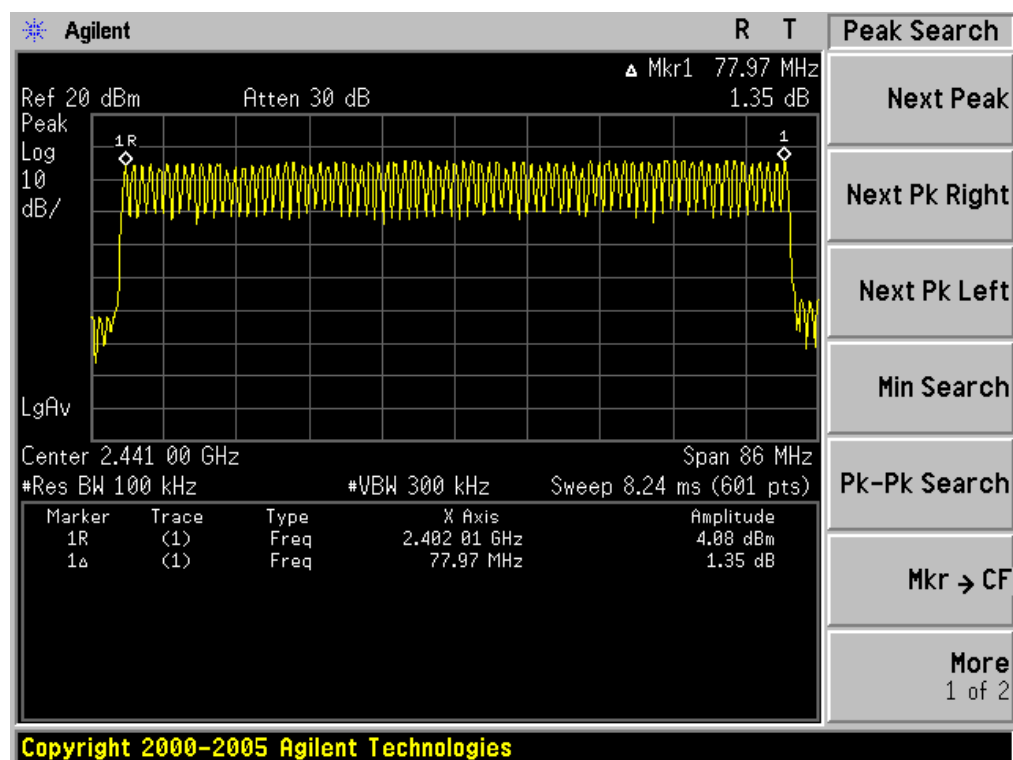 Agilent R T Peak Search
Δ Mkr1 77.97 MHz
Ref 20 dBm Atten 30 dB 1.35 dB
Peak
Log
10
dB/
1R
1
LgAv
Center 2.441 00 GHz Span 86 MHz
#Res BW 100 kHz #VBW 300 kHz Sweep 8.24 ms (601 pts)
Marker Trace Type X Axis Amplitude
1R (1) Freq 2.402 01 GHz 4.08 dBm
1Δ (1) Freq 77.97 MHz 1.35 dB
Next Peak
Next Pk Right
Next Pk Left
Min Search
Pk-Pk Search
Mkr → CF
More
1 of 2
Copyright 2000-2005 Agilent Technologies